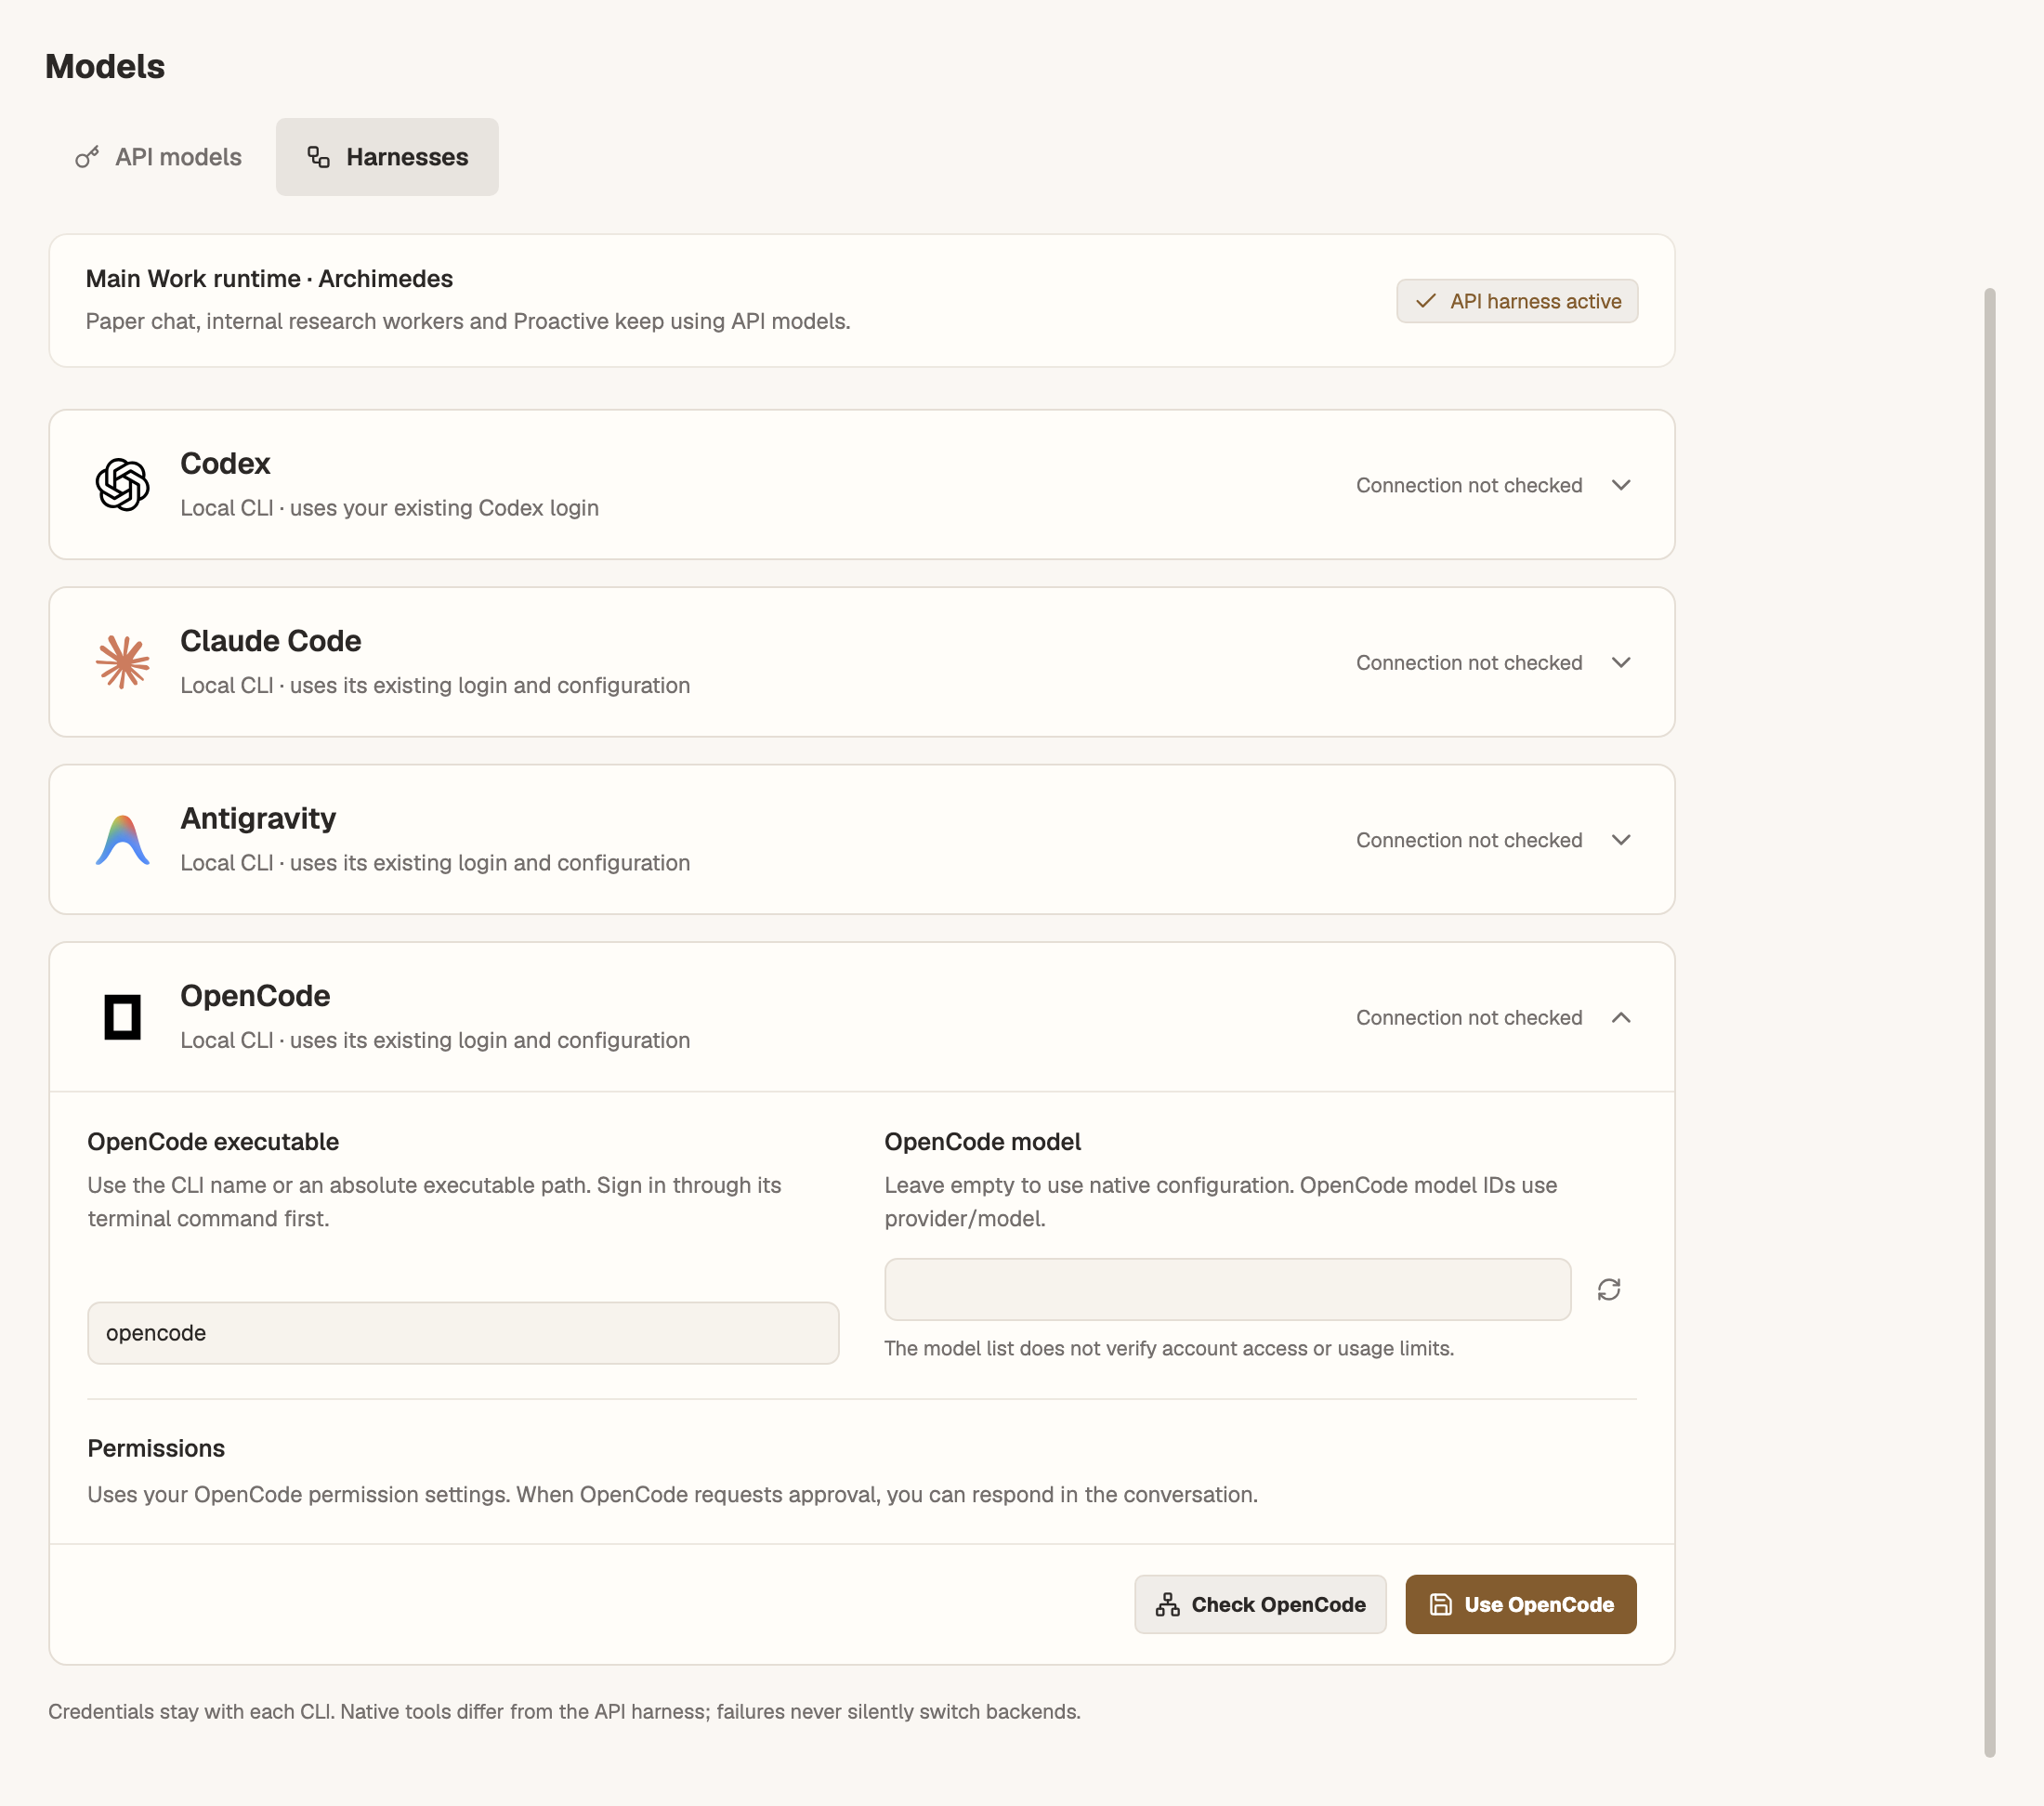 Models
API models
Harnesses
Main Work runtime · Archimedes
Paper chat, internal research workers and Proactive keep using API models.
API harness active
Codex
Local CLI · uses your existing Codex login
Connection not checked
Claude Code
Local CLI · uses its existing login and configuration
Connection not checked
Antigravity
Local CLI · uses its existing login and configuration
Connection not checked
OpenCode
Local CLI · uses its existing login and configuration
Connection not checked
OpenCode executable
Use the CLI name or an absolute executable path. Sign in through its
terminal command first.
opencode
OpenCode model
Leave empty to use native configuration. OpenCode model IDs use
provider/model.
The model list does not verify account access or usage limits.
Permissions
Uses your OpenCode permission settings. When OpenCode requests approval, you can respond in the conversation.
Check OpenCode
Use OpenCode
Credentials stay with each CLI. Native tools differ from the API harness; failures never silently switch backends.